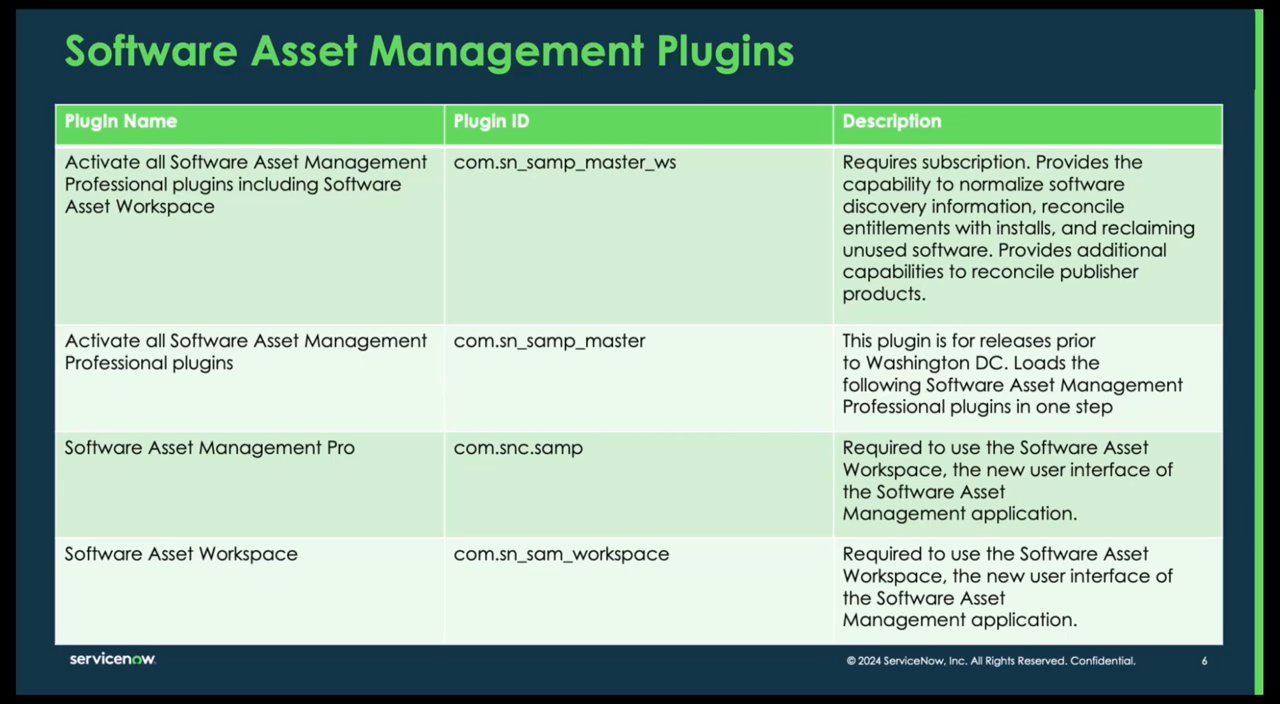 Software Asset Management Plugins
PlugIn Name
Plugin ID
Description
Activate all Software Asset Management
Professional plugins including Software
Asset Workspace
com.sn_samp_master_ws
Requires subscription. Provides the
capability to normalize software
discovery information, reconcile
entitlements with installs, and reclaiming
unused software. Provides additional
capabilities to reconcile publisher
products.
Activate all Software Asset Management
Professional plugins
com.sn_samp_master
This plugin is for releases prior
to Washington DC. Loads the
following Software Asset Management
Professional plugins in one step
Software Asset Management Pro
com.snc.samp
Required to use the Software Asset
Workspace, the new user interface of
the Software Asset
Management application.
Software Asset Workspace
com.sn_sam_workspace
Required to use the Software Asset
Workspace, the new user interface of
the Software Asset
Management application.
servicenow.
© 2024 ServiceNow, Inc. All Rights Reserved. Confidential.
6